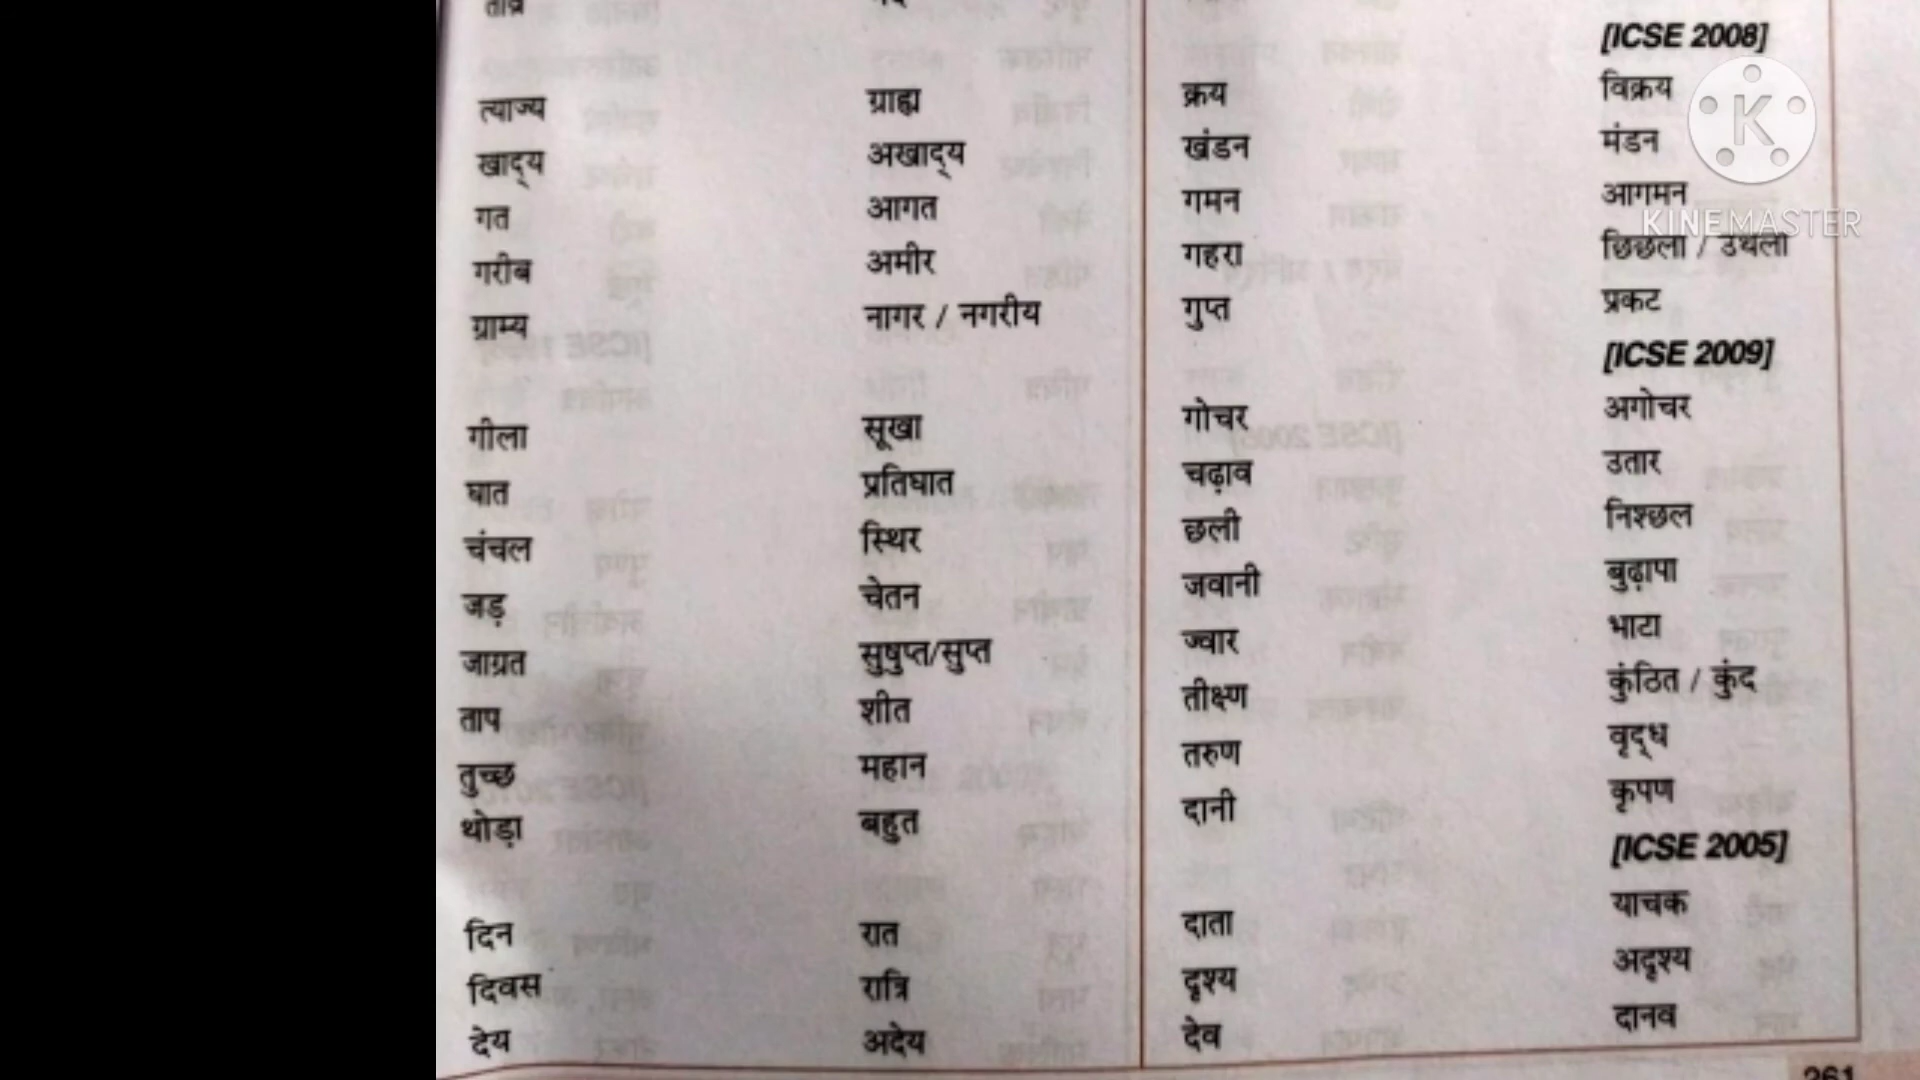 [ICSE 2008]
त्याज्य ग्राह्य क्रय विक्रय
खाद्‌य अखाद्‌य खंडन मंडन
गत आगत गमन आगमन
KINEMASTER
गरीब अमीर गहरा छिछला / उथला
ग्राम्य नागर / नगरीय गुप्त प्रकट
[ICSE 2009]
गीला सूखा गोचर अगोचर
घात प्रतिघात चढ़ाव उतार
चंचल स्थिर छली निश्छल
जड़ चेतन जवानी बुढ़ापा
जाग्रत सुषुप्त/सुप्त ज्वार भाटा
ताप शीत तीक्ष्ण कुंठित / कुंद
तुच्छ महान तरुण वृद्‌ध
थोड़ा बहुत दानी कृपण
[ICSE 2005]
दिन रात दाता याचक
दिवस रात्रि दृश्य अदृश्य
देय अदेय देव दानव
261